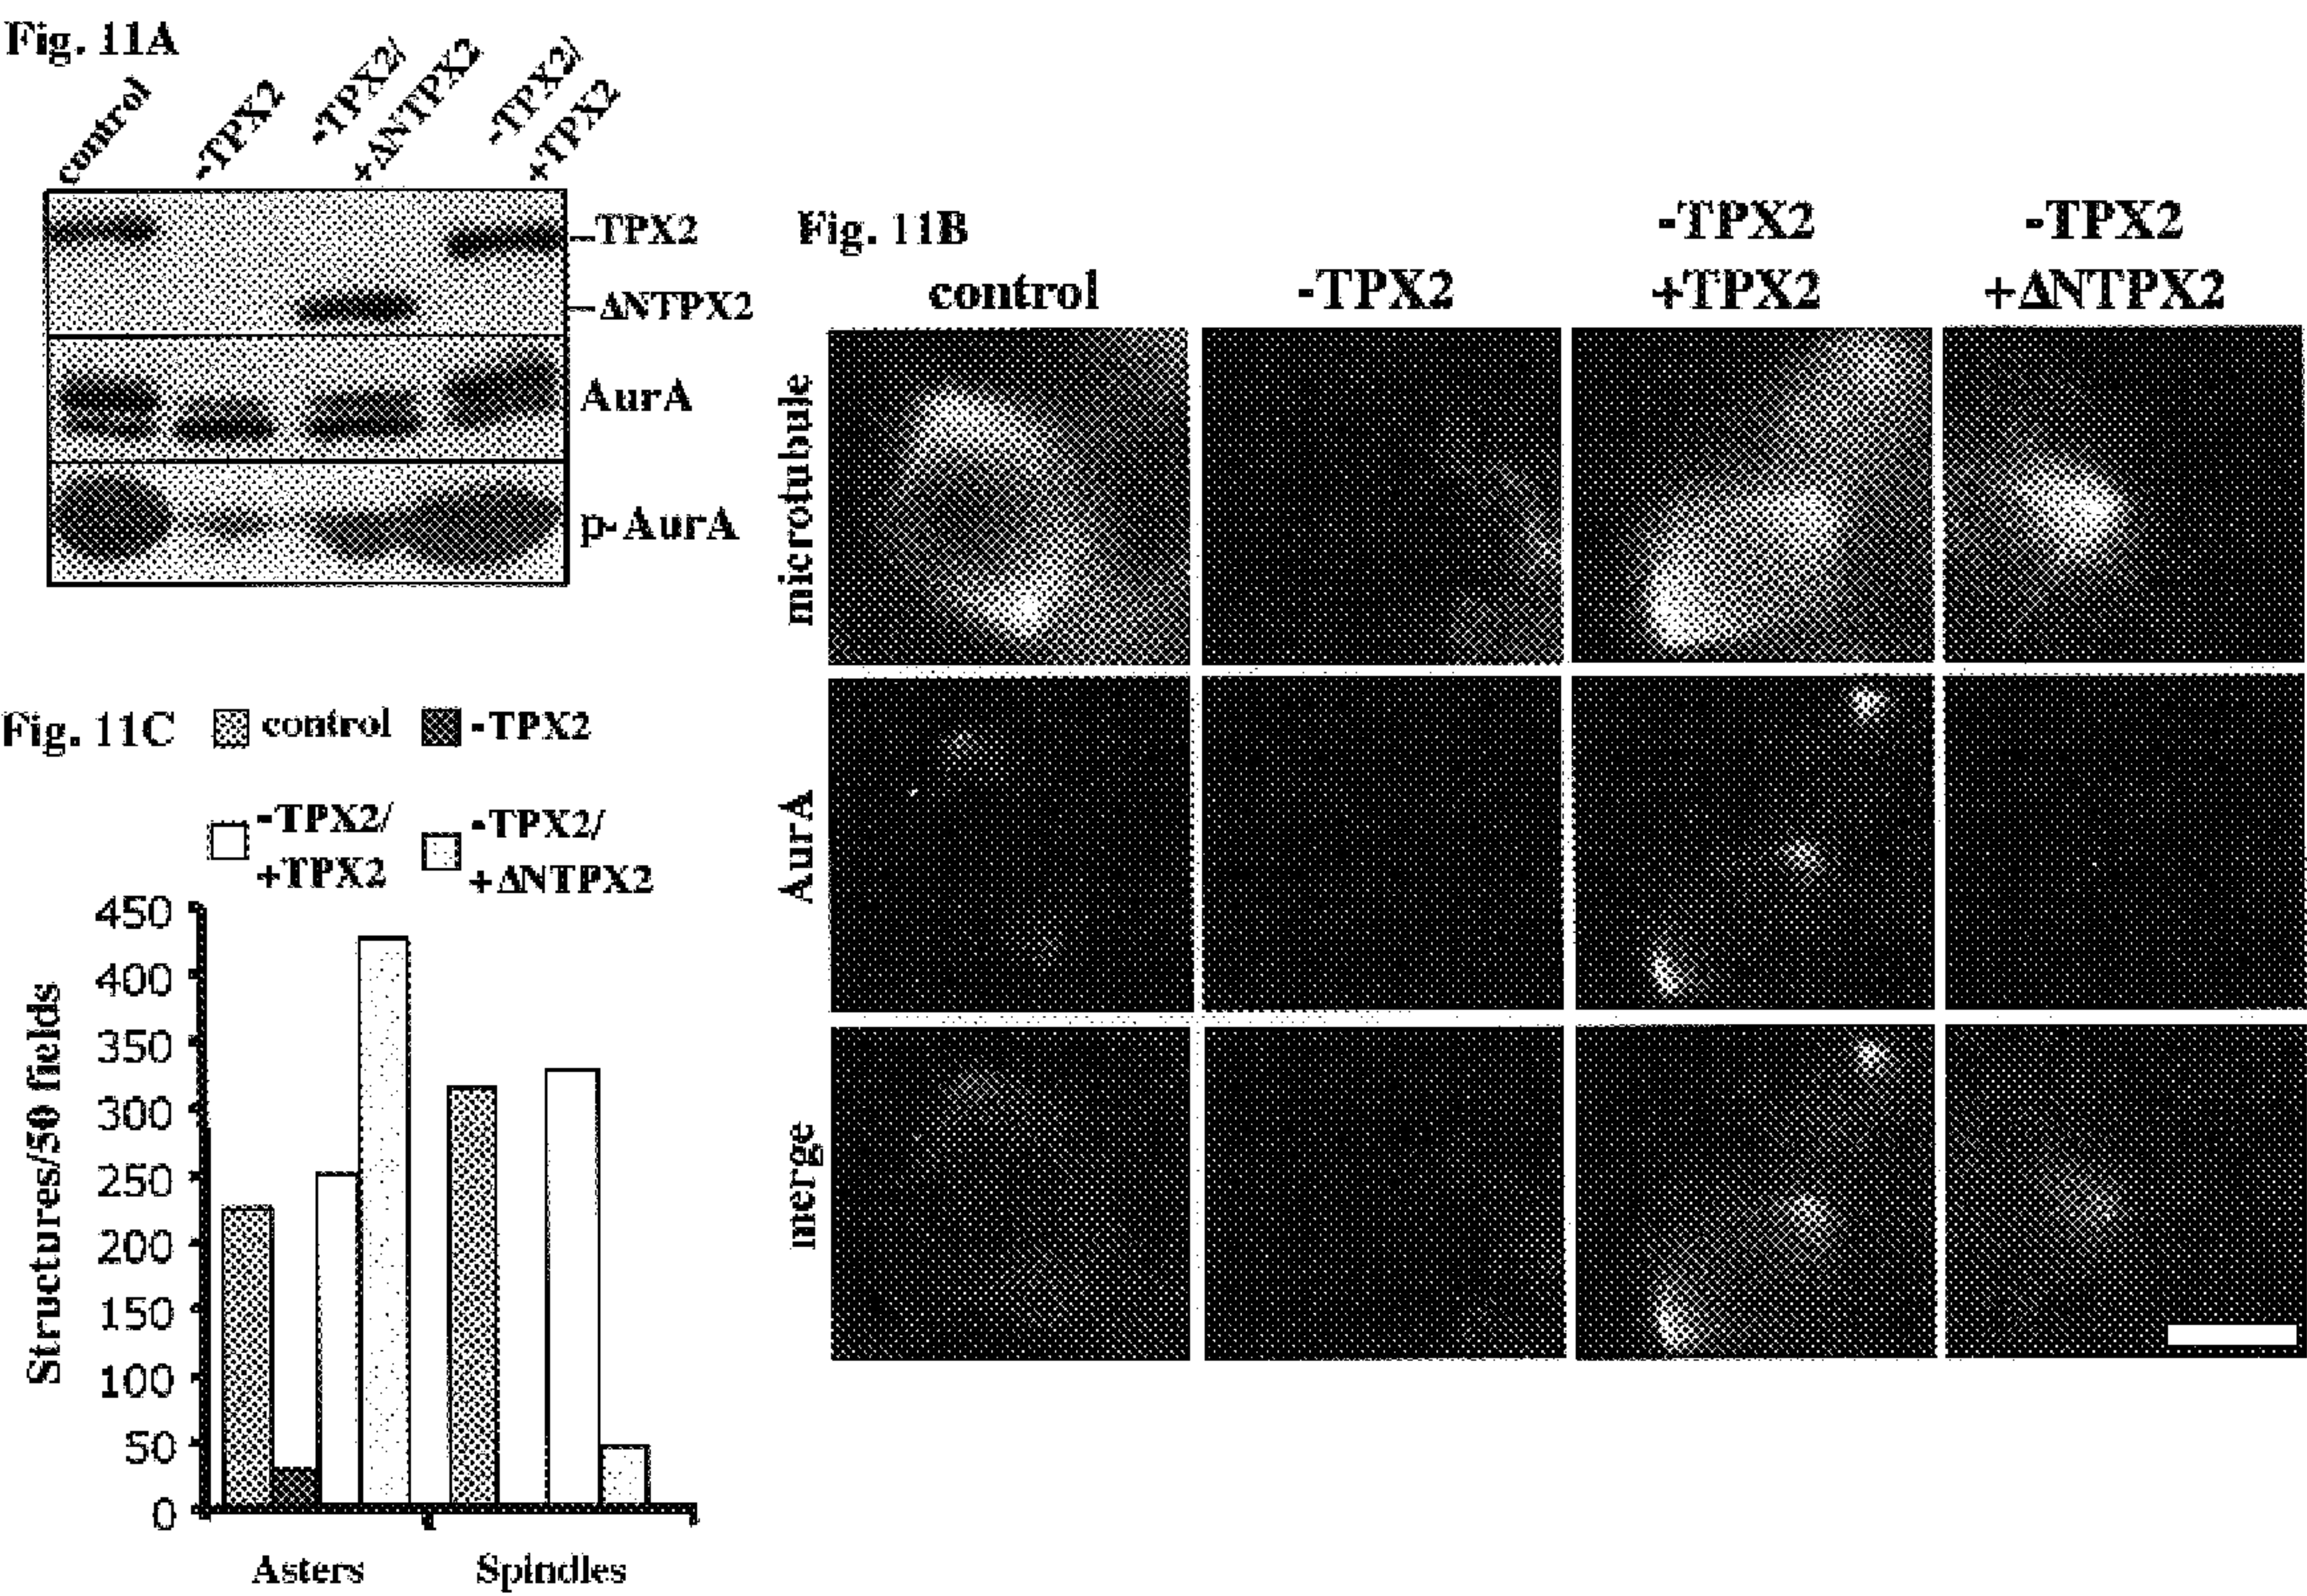 Fig. 11A
control
-TPX2
-TPX2/
+ΔNTPX2
-TPX2/
+TPX2
-TPX2
-ΔNTPX2
AurA
p-AurA
Fig. 11B
control
-TPX2
-TPX2
+TPX2
-TPX2
+ΔNTPX2
microtubule
AurA
merge
Fig. 11C
control
-TPX2
-TPX2/
+TPX2
-TPX2/
+ΔNTPX2
Structures/50 fields
450
400
350
300
250
200
150
100
50
0
Asters
Spindles